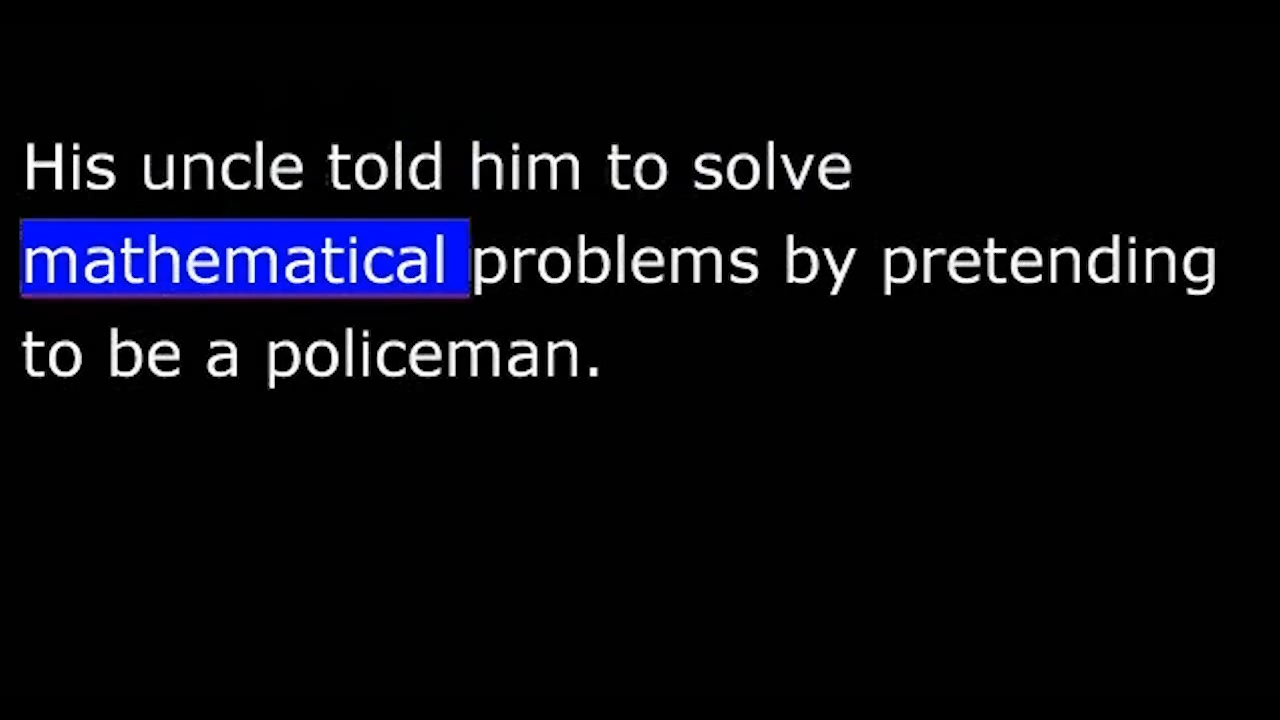 His uncle told him to solve
mathematical problems by pretending
to be a policeman.